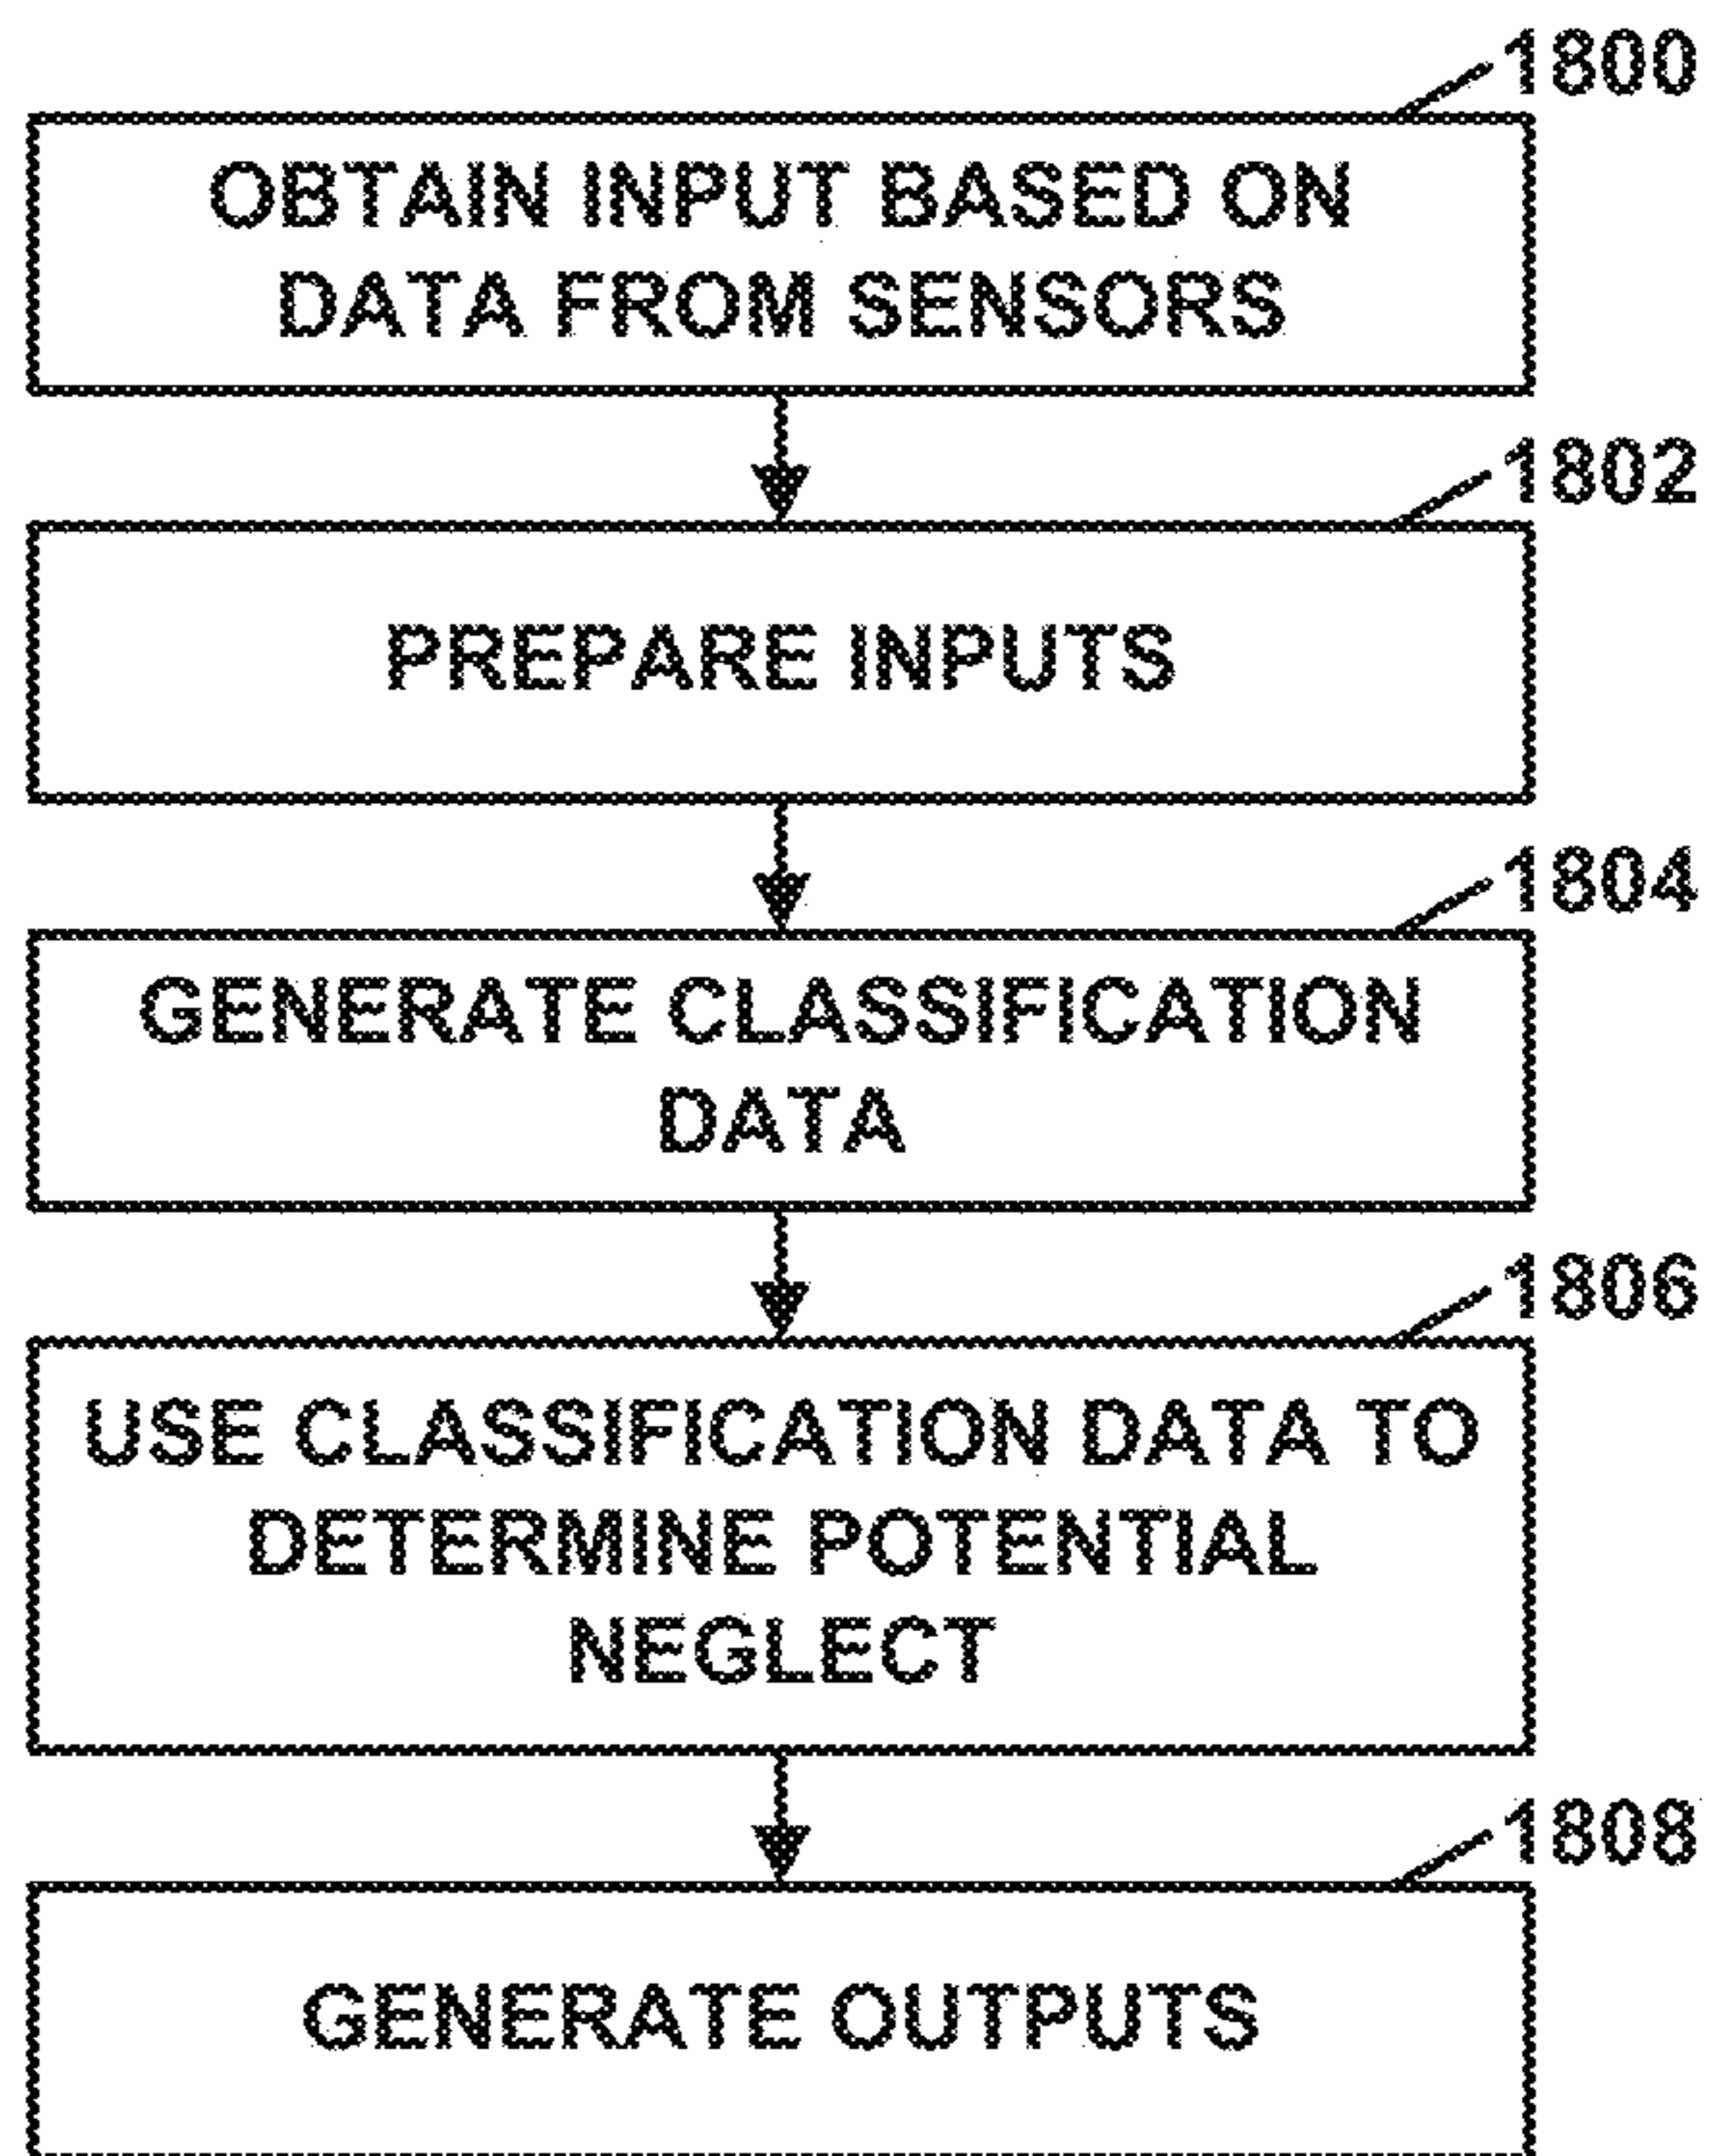 1800
OBTAIN INPUT BASED ON
DATA FROM SENSORS
1802
PREPARE INPUTS
1804
GENERATE CLASSIFICATION
DATA
1806
USE CLASSIFICATION DATA TO
DETERMINE POTENTIAL
NEGLECT
1808
GENERATE OUTPUTS